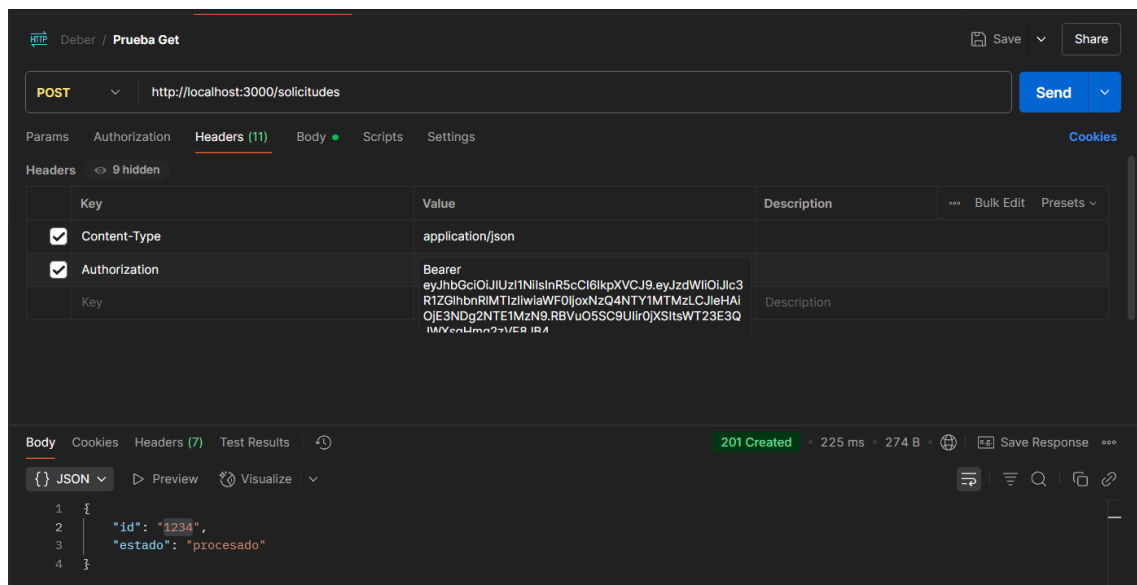 HTTP Deber / Prueba Get Save Share
POST http://localhost:3000/solicitudes Send
Params Authorization Headers (11) Body Scripts Settings Cookies
Headers 9 hidden
Key Value Description Bulk Edit Presets
Content-Type application/json
Authorization Bearer
eyJhbGciOiJIUzI1NiIsInR5cCI6IkpXVCJ9.eyJzdWIiOiJlc3
R1ZGlhbnRlMTIzIiwiaWF0IjoxNzQ4NTY1MTMzLCJleHAi
OjE3NDg2NTE1MzN9.RBVuO5SC9UIir0jXSItsWT23E3Q
Key Description
Body Cookies Headers (7) Test Results 201 Created • 225 ms • 274 B e.g. Save Response
{} JSON Preview Visualize
1 {
2 "id": "1234",
3 "estado": "procesado"
4 }